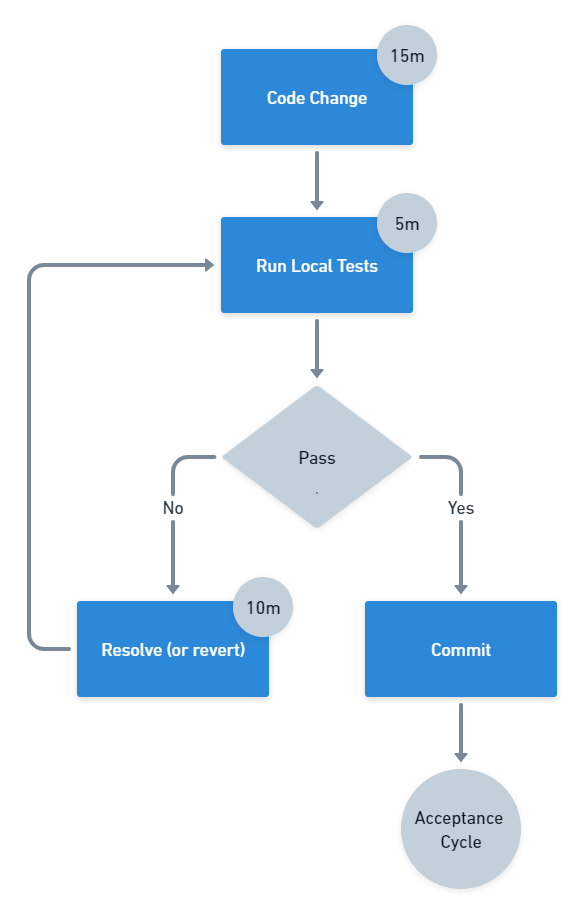 15m
Code Change
5m
Run Local Tests
Pass
.
No
Yes
10m
Resolve (or revert)
Commit
Acceptance
Cycle